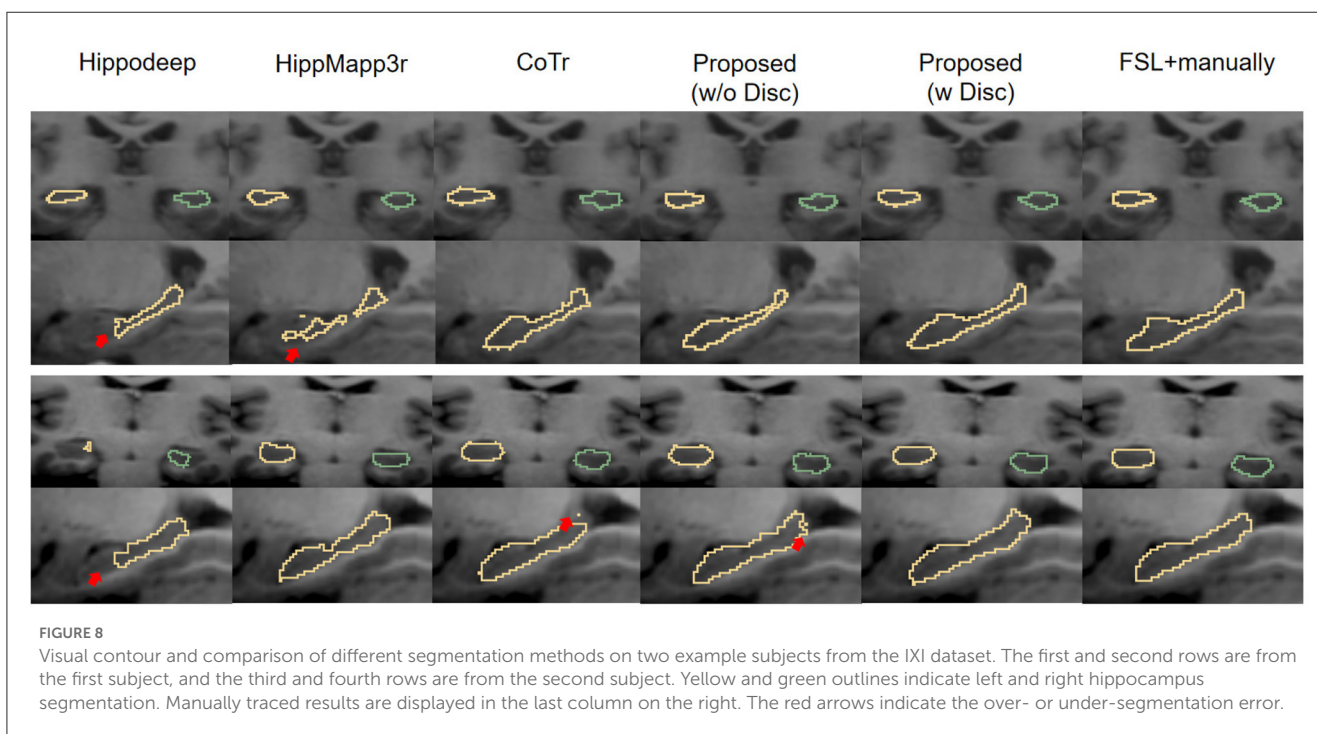 Hippodeep HippMapp3r CoTr Proposed Proposed FSL+manually
(w/o Disc) (w Disc)
FIGURE 8
Visual contour and comparison of different segmentation methods on two example subjects from the IXI dataset. The first and second rows are from
the first subject, and the third and fourth rows are from the second subject. Yellow and green outlines indicate left and right hippocampus
segmentation. Manually traced results are displayed in the last column on the right. The red arrows indicate the over- or under-segmentation error.